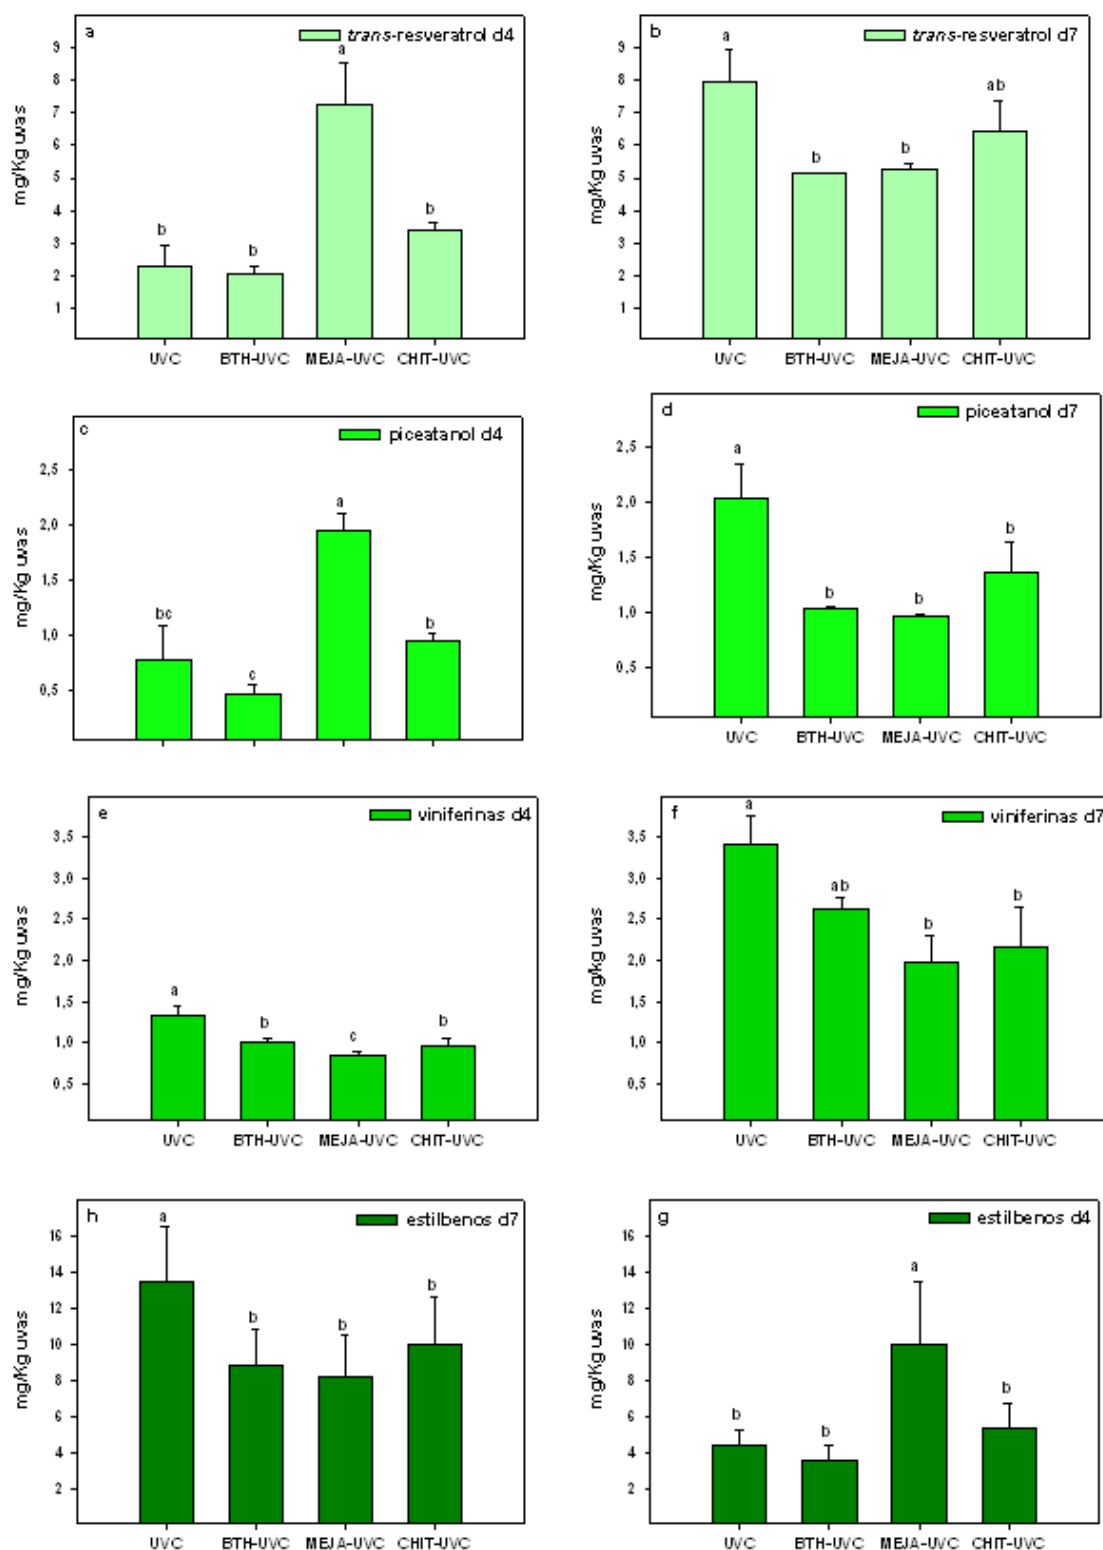 a
trans-resveratrol d4
9
8
7
6
5
4
3
2
1
mg/Kg uvas
b
b
a
b
UVC
BTH-UVC
MEJA-UVC
CHIT-UVC
b
trans-resveratrol d7
9
8
7
6
5
4
3
2
1
mg/Kg uvas
a
b
b
ab
UVC
BTH-UVC
MEJA-UVC
CHIT-UVC
c
piceatanol d4
2,5
2,0
1,5
1,0
0,5
mg/Kg uvas
bc
c
a
b
d
piceatanol d7
2,5
2,0
1,5
1,0
0,5
mg/Kg uvas
a
b
b
b
UVC
BTH-UVC
MEJA-UVC
CHIT-UVC
e
viniferinas d4
3,5
3,0
2,5
2,0
1,5
1,0
0,5
mg/Kg uvas
a
b
c
b
UVC
BTH-UVC
MEJA-UVC
CHIT-UVC
f
viniferinas d7
3,5
3,0
2,5
2,0
1,5
1,0
0,5
mg/Kg uvas
a
ab
b
b
UVC
BTH-UVC
MEJA-UVC
CHIT-UVC
h
estilbenos d7
16
14
12
10
8
6
4
2
mg/Kg uvas
a
b
b
b
UVC
BTH-UVC
MEJA-UVC
CHIT-UVC
g
estilbenos d4
16
14
12
10
8
6
4
2
mg/Kg uvas
b
b
a
b
UVC
BTH-UVC
MEJA-UVC
CHIT-UVC